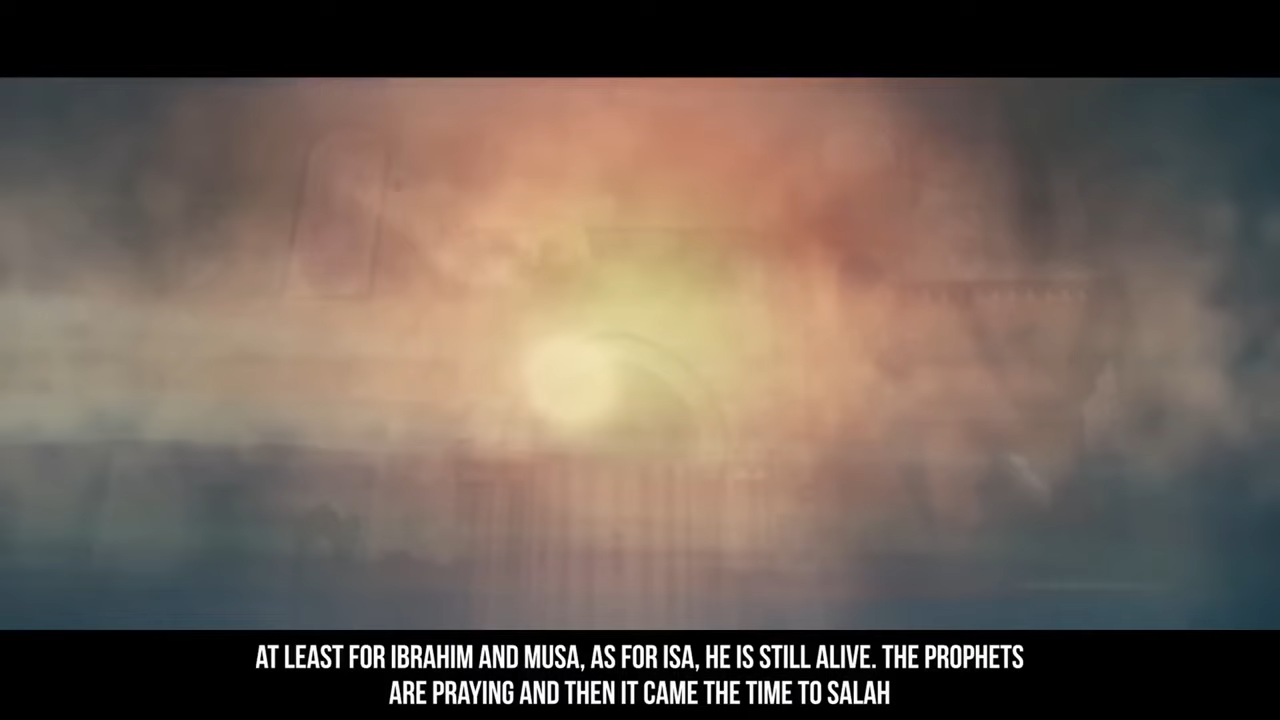 AT LEAST FOR IBRAHIM AND MUSA, AS FOR ISA, HE IS STILL ALIVE. THE PROPHETS
ARE PRAYING AND THEN IT CAME THE TIME TO SALAH